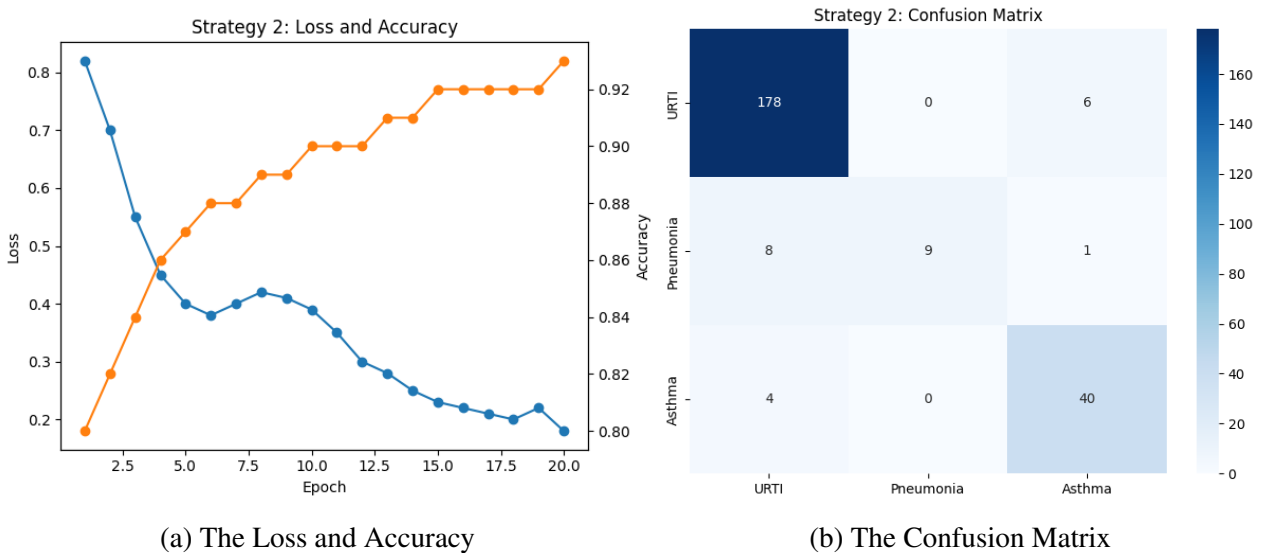 Strategy 2: Loss and Accuracy
0.8
0.7
0.6
0.5
0.4
0.3
0.2
Loss
0.92
0.90
0.88
0.86
0.84
0.82
0.80
Accuracy
2.5 5.0 7.5 10.0 12.5 15.0 17.5 20.0
Epoch
(a) The Loss and Accuracy
Strategy 2: Confusion Matrix
URTI
178 0 6
Pneumonia
8 9 1
Asthma
4 0 40
URTI Pneumonia Asthma
160
140
120
100
80
60
40
20
0
(b) The Confusion Matrix